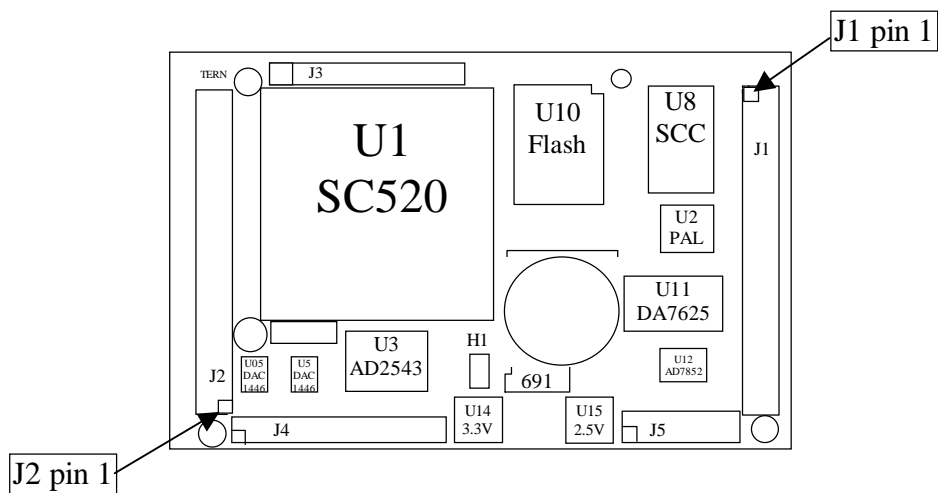 J1 pin 1
TERN
J3
U1
SC520
U10
Flash
U8
SCC
J1
U2
PAL
U11
DA7625
U3
AD2543
H1
U12
AD7852
U05
DAC
1446
U5
DAC
1446
J2
691
U14
3.3V
U15
2.5V
J4
J5
J2 pin 1